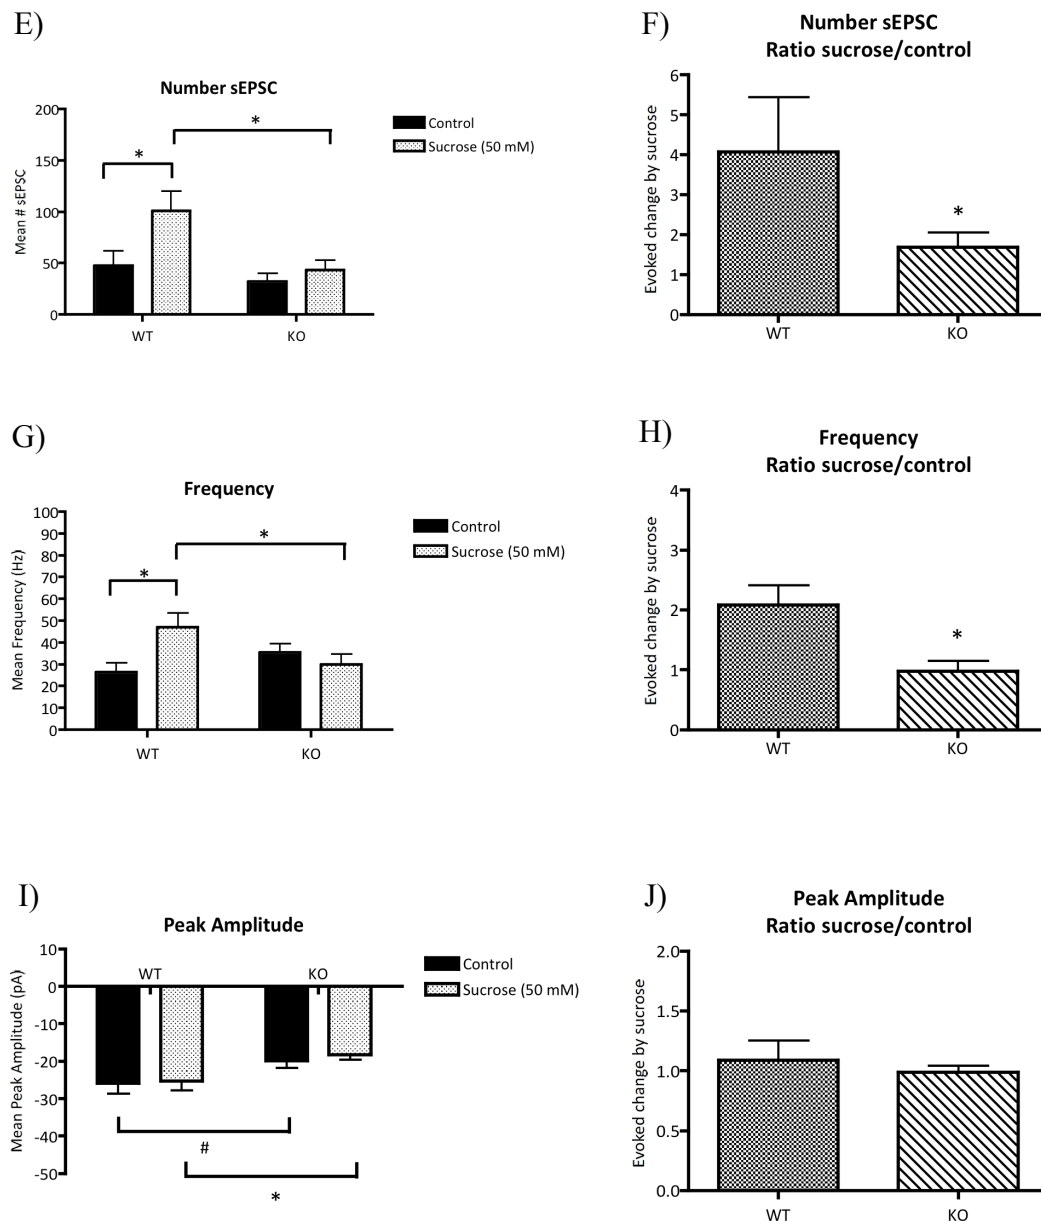 E)
Number sEPSC
Mean # sEPSC
200
150
100
50
0
*
*
WT
KO
Control
Sucrose (50 mM)
F)
Number sEPSC
Ratio sucrose/control
Evoked change by sucrose
6
5
4
3
2
1
0
*
WT
KO
G)
Frequency
Mean Frequency (Hz)
100
90
80
70
60
50
40
30
20
10
0
*
*
WT
KO
Control
Sucrose (50 mM)
H)
Frequency
Ratio sucrose/control
Evoked change by sucrose
4
3
2
1
0
*
WT
KO
I)
Peak Amplitude
Mean Peak Amplitude (pA)
10
0
-10
-20
-30
-40
-50
WT
KO
#
*
Control
Sucrose (50 mM)
J)
Peak Amplitude
Ratio sucrose/control
Evoked change by sucrose
2.0
1.5
1.0
0.5
0.0
WT
KO